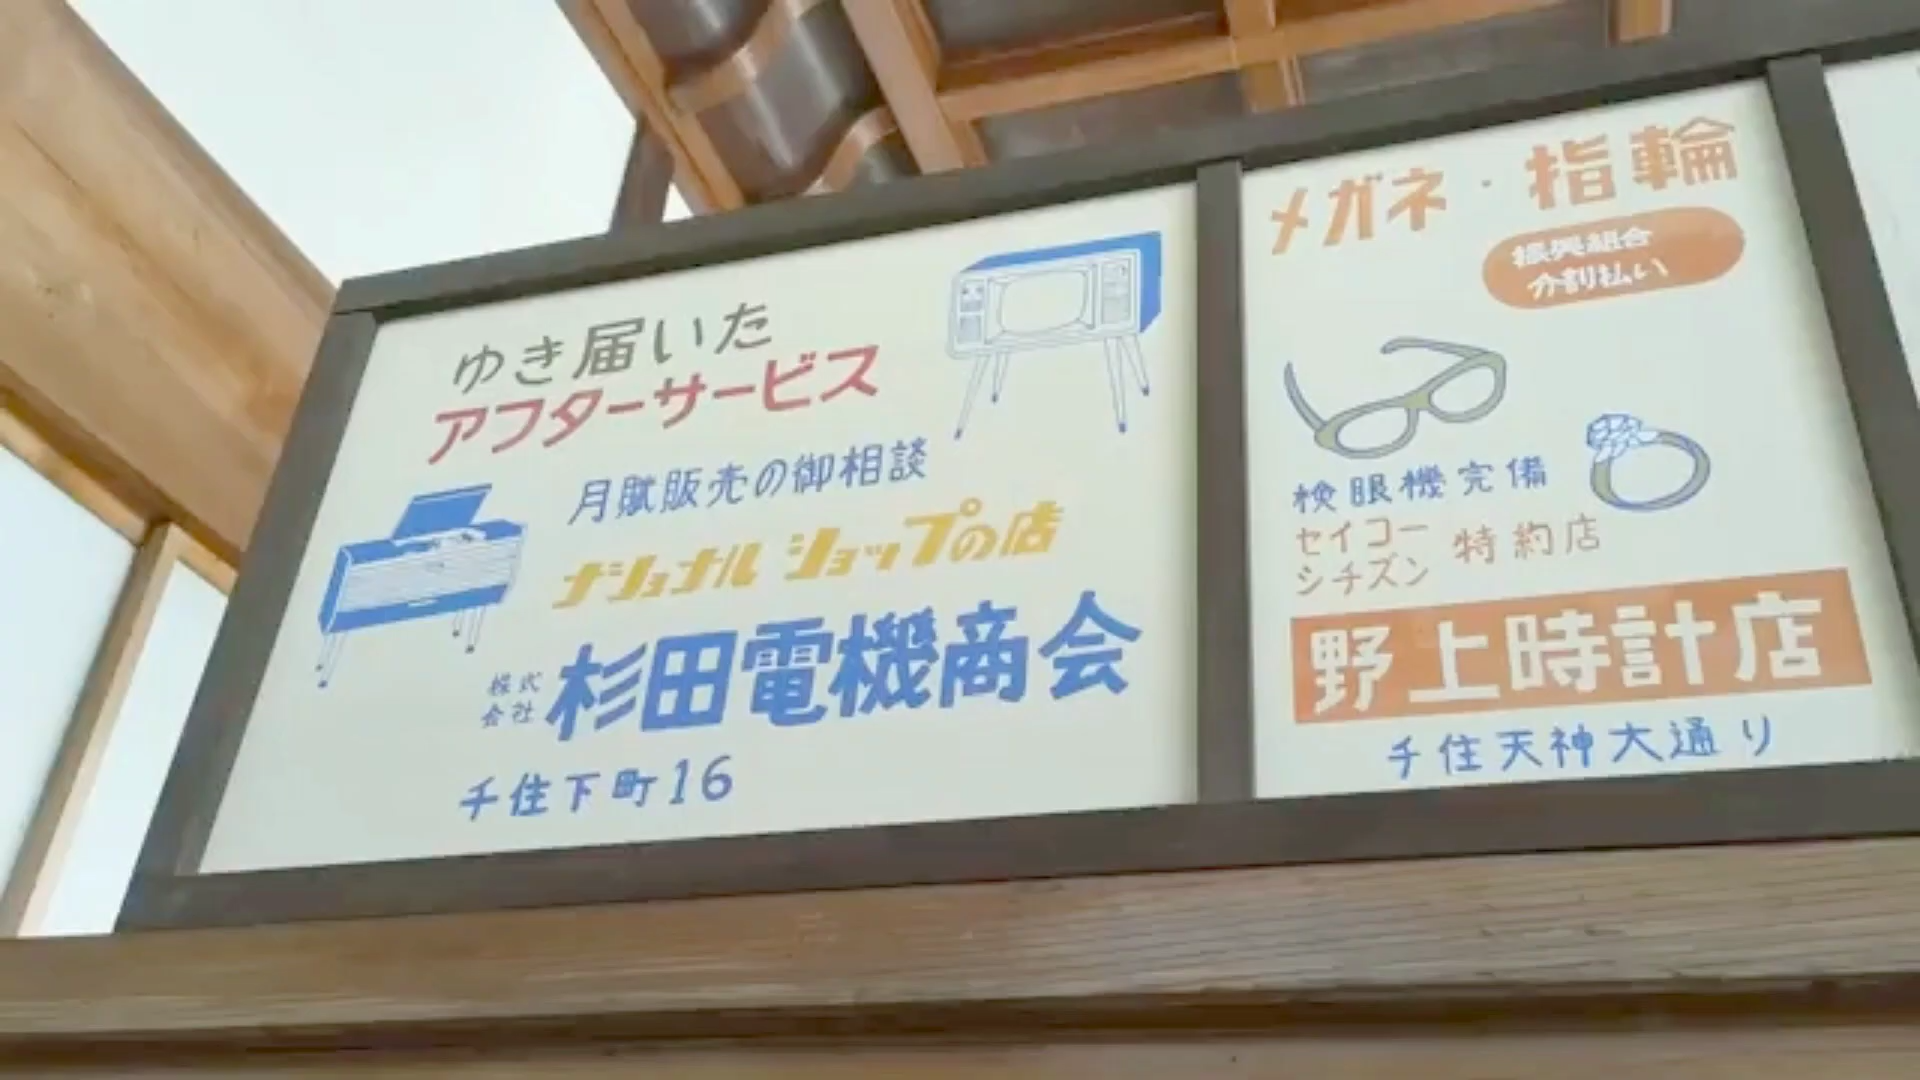 ゆき届いた
アフターサービス
月賦販売の御相談
ナショナル ショップの店
株式会社 杉田電機商会
千住下町16
メガネ・指輪
振興組合
分割払い
検眼機完備
セイコー
シチズン 特約店
野上時計店
千住天神大通り